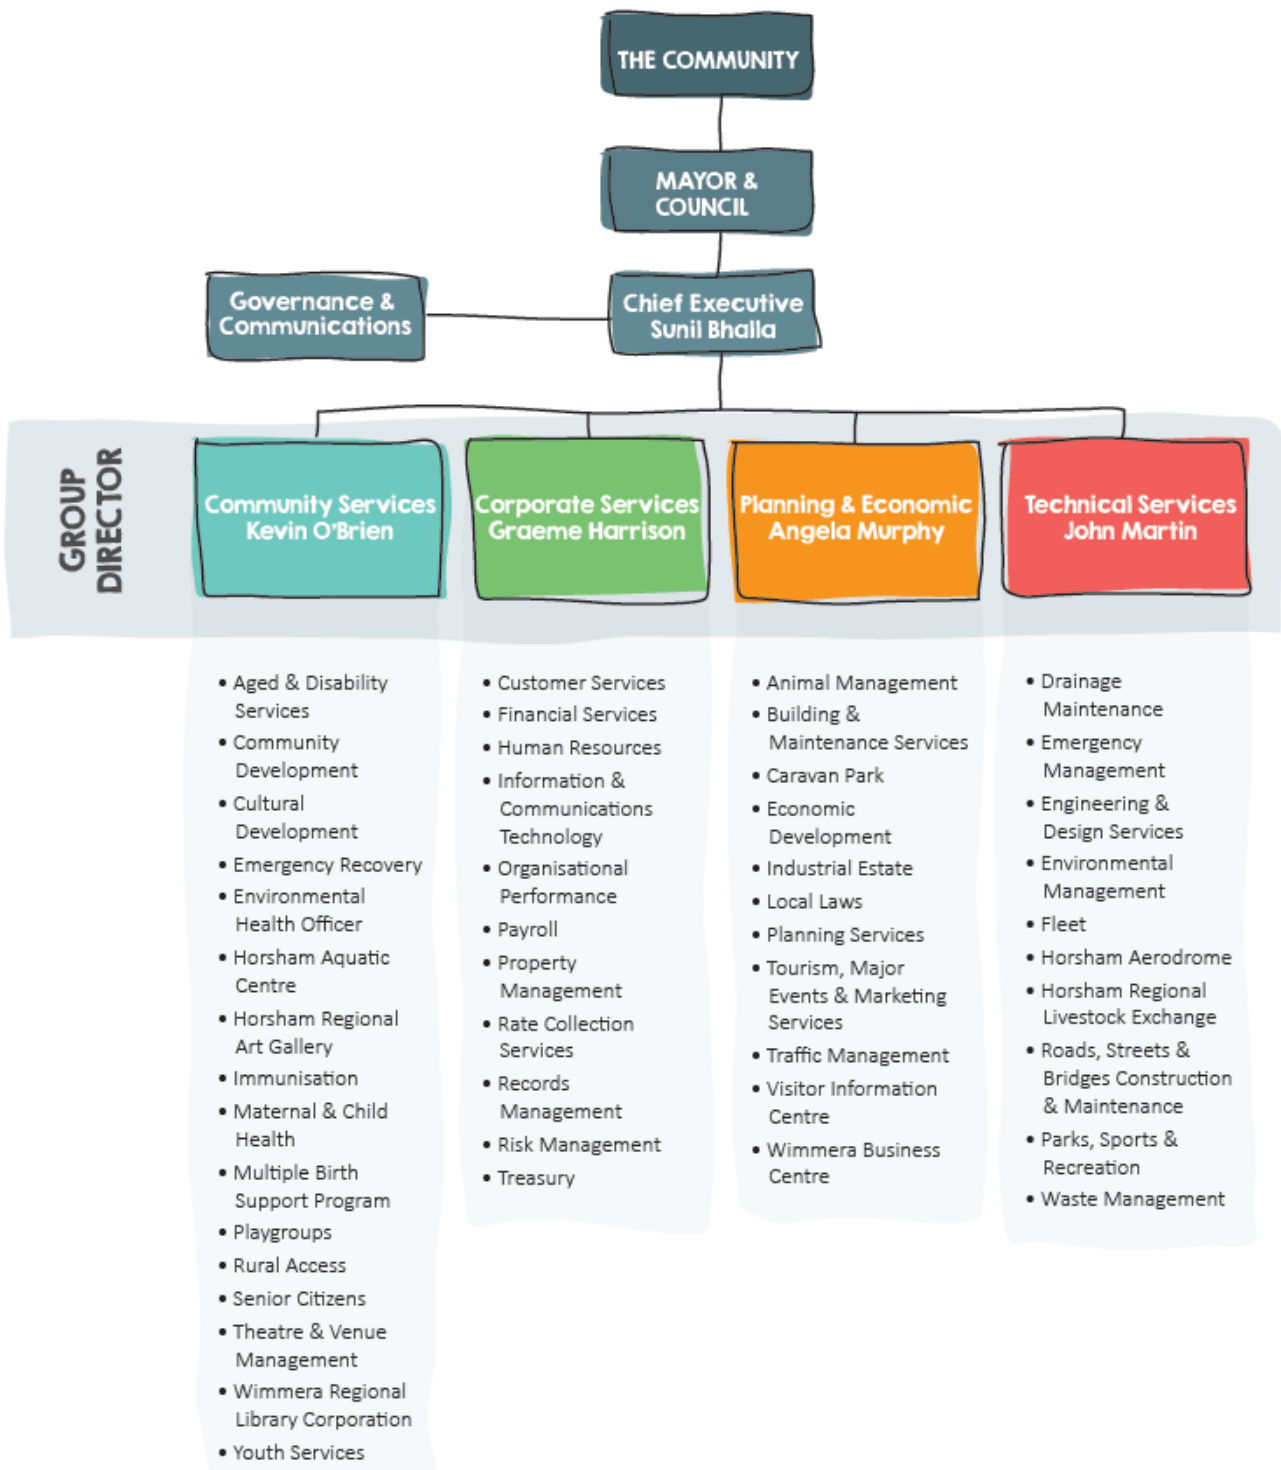 THE COMMUNITY
MAYOR &
COUNCIL
Governance &
Communications
Chief Executive
Sunil Bhalla
GROUP
DIRECTOR
Community Services
Kevin O'Brien
Corporate Services
Graeme Harrison
Planning & Economic
Angela Murphy
Technical Services
John Martin
• Aged & Disability
Services
• Community
Development
• Cultural
Development
• Emergency Recovery
• Environmental
Health Officer
• Horsham Aquatic
Centre
• Horsham Regional
Art Gallery
• Immunisation
• Maternal & Child
Health
• Multiple Birth
Support Program
• Playgroups
• Rural Access
• Senior Citizens
• Theatre & Venue
Management
• Wimmera Regional
Library Corporation
• Youth Services
• Customer Services
• Financial Services
• Human Resources
• Information &
Communications
Technology
• Organisational
Performance
• Payroll
• Property
Management
• Rate Collection
Services
• Records
Management
• Risk Management
• Treasury
• Animal Management
• Building &
Maintenance Services
• Caravan Park
• Economic
Development
• Industrial Estate
• Local Laws
• Planning Services
• Tourism, Major
Events & Marketing
Services
• Traffic Management
• Visitor Information
Centre
• Wimmera Business
Centre
• Drainage
Maintenance
• Emergency
Management
• Engineering &
Design Services
• Environmental
Management
• Fleet
• Horsham Aerodrome
• Horsham Regional
Livestock Exchange
• Roads, Streets &
Bridges Construction
& Maintenance
• Parks, Sports &
Recreation
• Waste Management